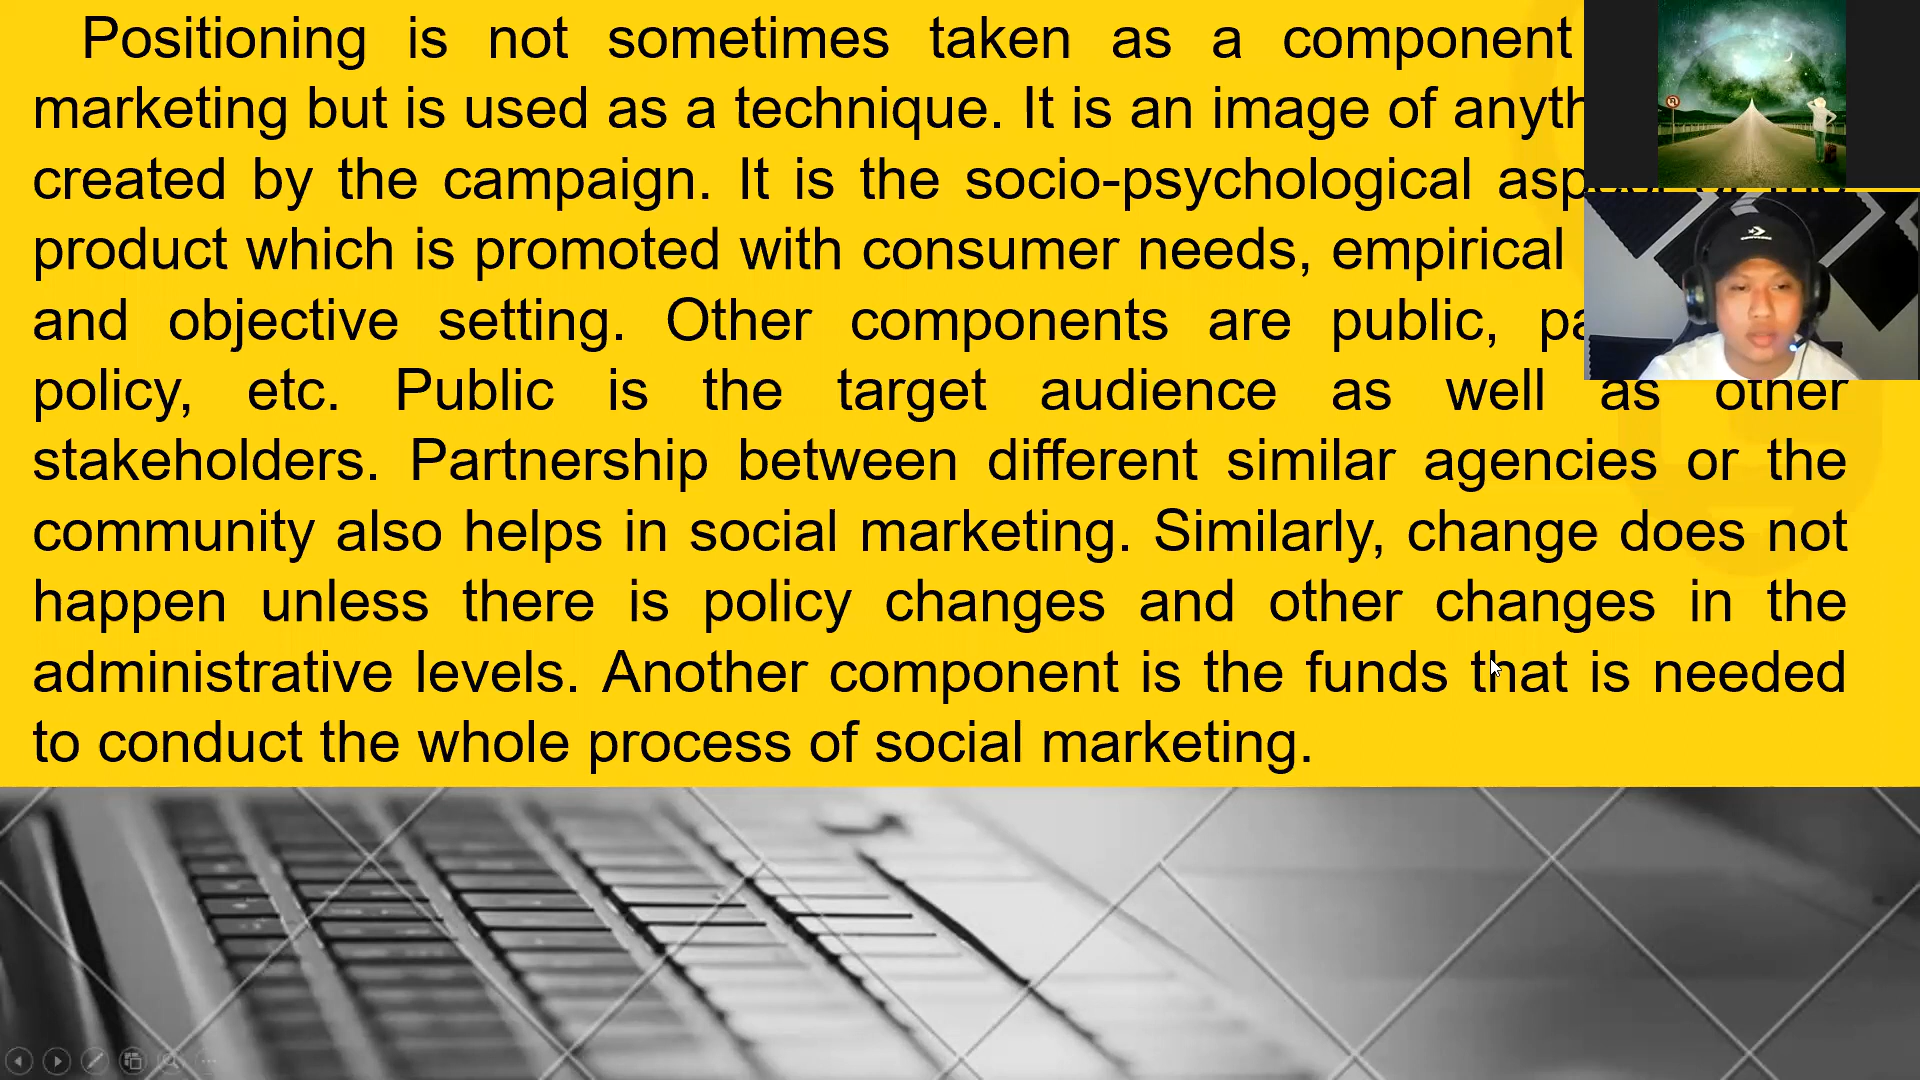 Positioning is not sometimes taken as a component
marketing but is used as a technique. It is an image of
created by the campaign. It is the socio-psychological
product which is promoted with consumer needs, empirical
and objective setting. Other components are public,
policy, etc. Public is the target audience as well as other
stakeholders. Partnership between different similar agencies or the
community also helps in social marketing. Similarly, change does not
happen unless there is policy changes and other changes in the
administrative levels. Another component is the funds that is needed
to conduct the whole process of social marketing.